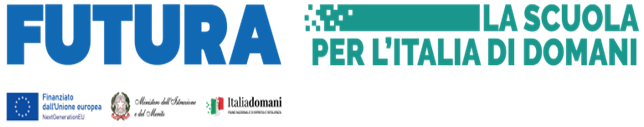 FUTURA
LA SCUOLA
PER L'ITALIA DI DOMANI
Finanziato
dall'Unione europea
NextGenerationEU
Ministero dell'Istruzione
e del Merito
Italiadomani